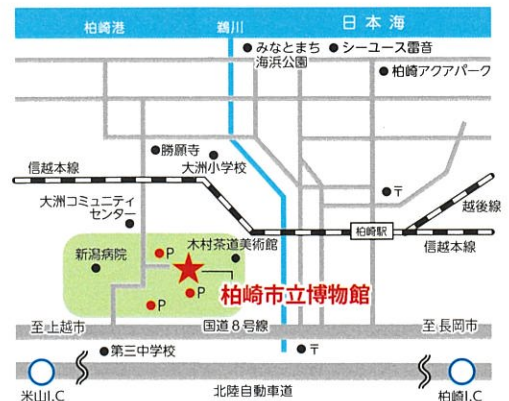 日本海
柏崎港
鵜川
みなとまち
海浜公園
シーユース雷音
柏崎アクアパーク
勝願寺
大洲小学校
信越本線
〒
大洲コミュニティ
センター
越後線
柏崎駅
信越本線
木村茶道美術館
新潟病院
P
P
P
柏崎市立博物館
至上越市
国道8号線
至長岡市
第三中学校
〒
北陸自動車道
米山I.C
柏崎I.C